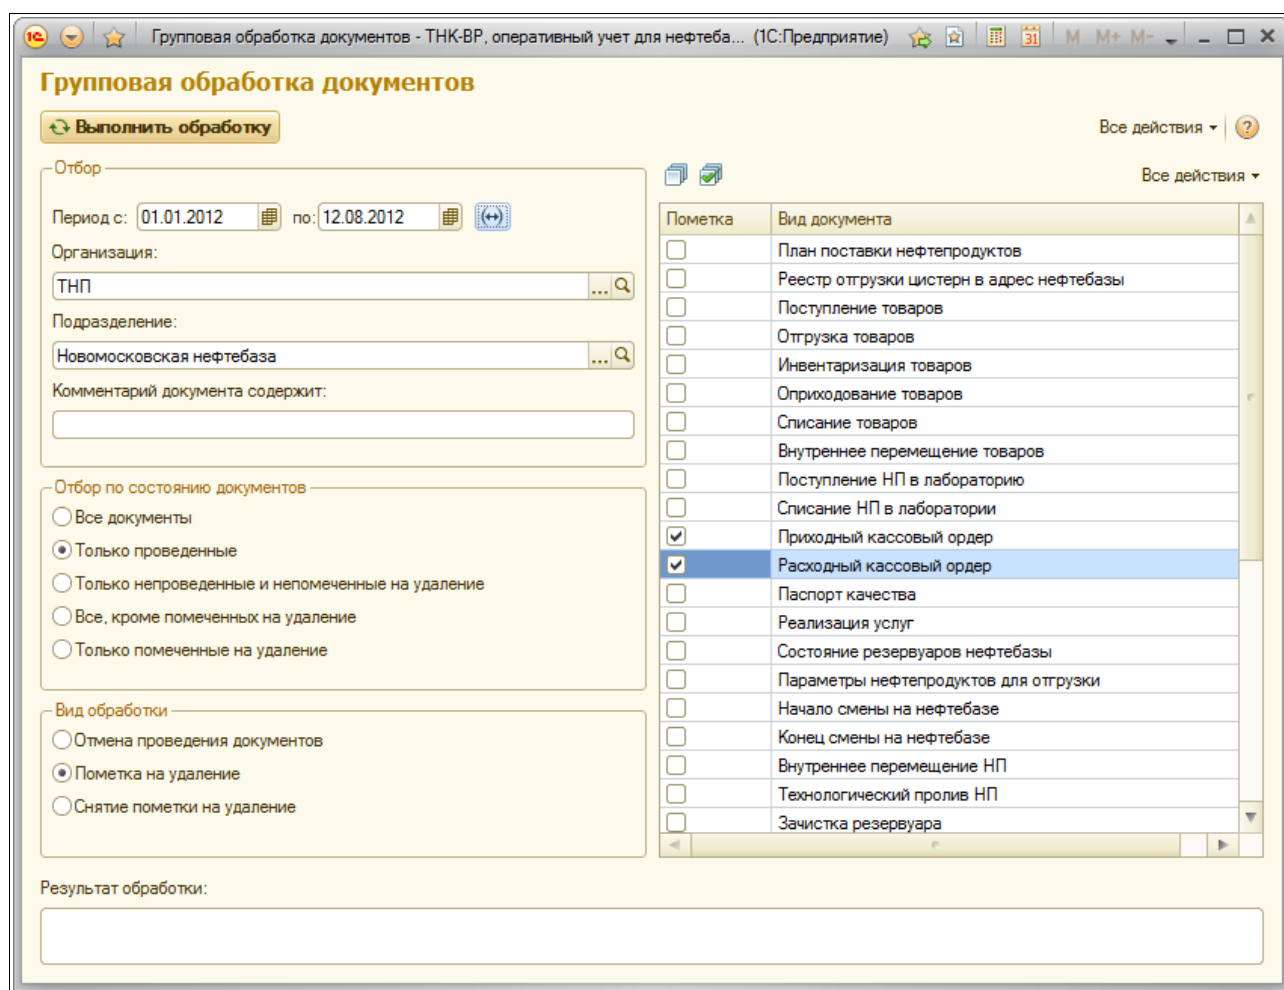 1С Групповая обработка документов - ТНК-ВР, оперативный учет для нефтеба... (1С:Предприятие) 31 M M+ M-
Групповая обработка документов
Выполнить обработку
Все действия ?
Отбор
Все действия
Период с: 01.01.2012 по: 12.08.2012
Организация:
ТНП ...
Подразделение:
Новомосковская нефтебаза ...
Комментарий документа содержит:
Отбор по состоянию документов
Все документы
Только проведенные
Только непроведенные и непомеченные на удаление
Все, кроме помеченных на удаление
Только помеченные на удаление
Вид обработки
Отмена проведения документов
Пометка на удаление
Снятие пометки на удаление
Пометка Вид документа
План поставки нефтепродуктов
Реестр отгрузки цистерн в адрес нефтебазы
Поступление товаров
Отгрузка товаров
Инвентаризация товаров
Оприходование товаров
Списание товаров
Внутреннее перемещение товаров
Поступление НП в лабораторию
Списание НП в лаборатории
Приходный кассовый ордер
Расходный кассовый ордер
Паспорт качества
Реализация услуг
Состояние резервуаров нефтебазы
Параметры нефтепродуктов для отгрузки
Начало смены на нефтебазе
Конец смены на нефтебазе
Внутреннее перемещение НП
Технологический пролив НП
Зачистка резервуара
Результат обработки: